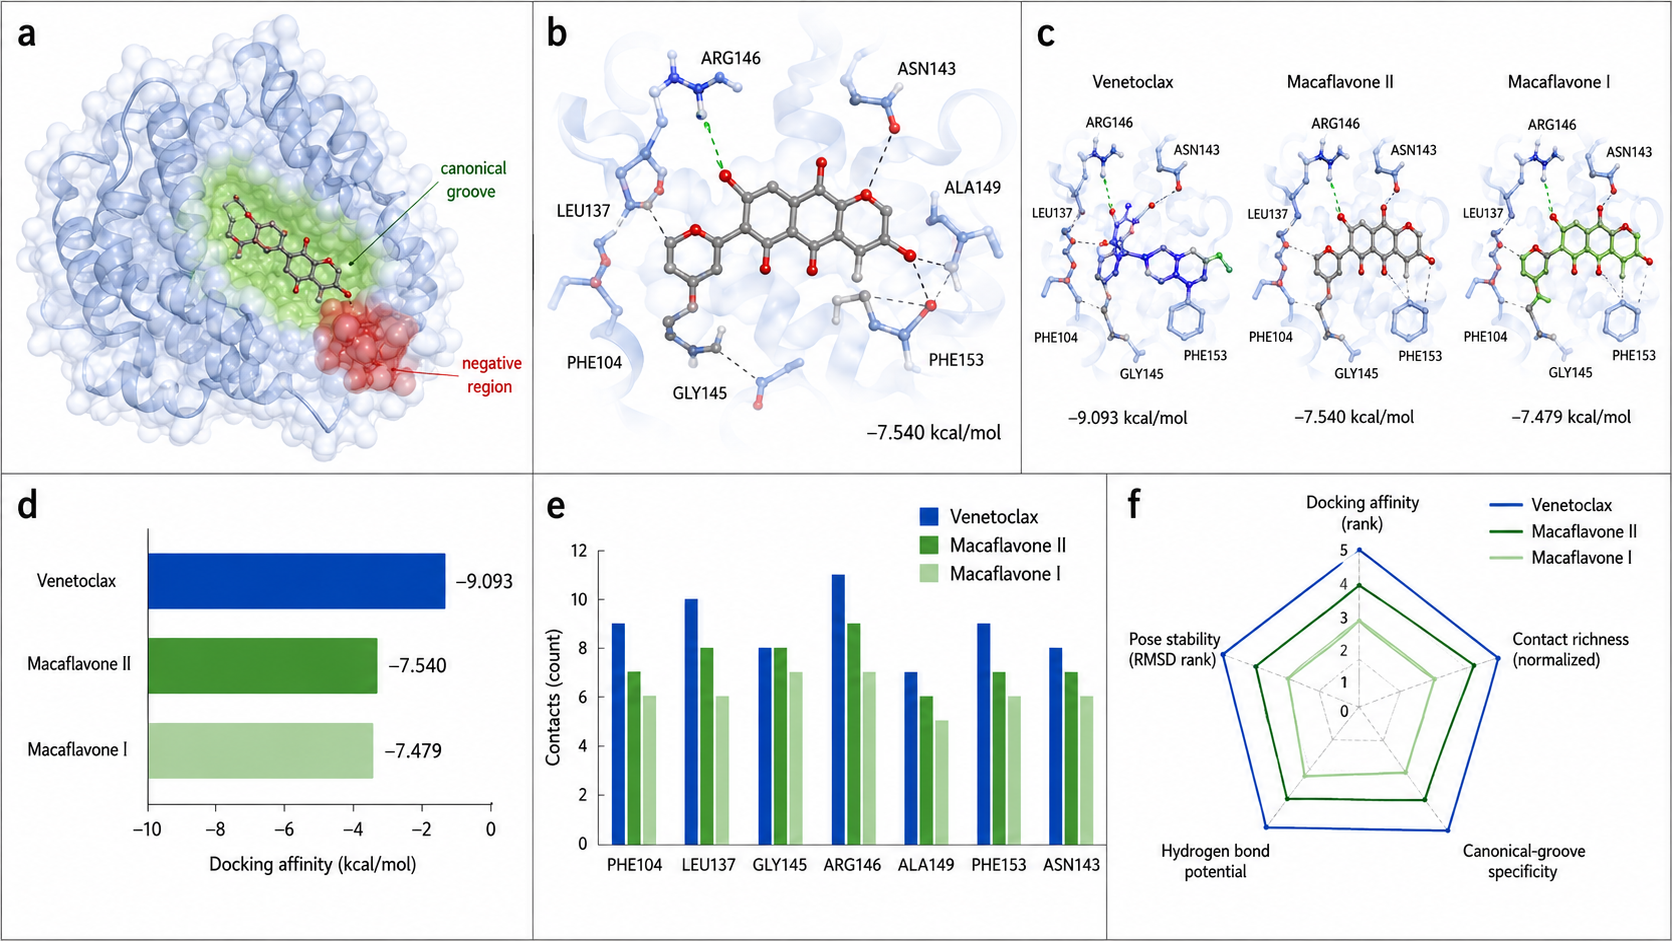 a
canonical
groove
negative
region
b
ARG146
ASN143
LEU137
ALA149
PHE104
PHE153
GLY145
−7.540 kcal/mol
c
Venetoclax
ARG146
ASN143
LEU137
PHE104
PHE153
GLY145
−9.093 kcal/mol
Macaflavone II
ARG146
ASN143
LEU137
PHE104
PHE153
GLY145
−7.540 kcal/mol
Macaflavone I
ARG146
ASN143
LEU137
PHE104
PHE153
GLY145
−7.479 kcal/mol
d
Venetoclax
−9.093
Macaflavone II
−7.540
Macaflavone I
−7.479
−10 −8 −6 −4 −2 0
Docking affinity (kcal/mol)
e
Venetoclax
Macaflavone II
Macaflavone I
Contacts (count)
12
10
8
6
4
2
0
PHE104 LEU137 GLY145 ARG146 ALA149 PHE153 ASN143
f
Venetoclax
Macaflavone II
Macaflavone I
Docking affinity
(rank)
5
4
3
2
1
0
Pose stability
(RMSD rank)
Contact richness
(normalized)
Hydrogen bond
potential
Canonical-groove
specificity